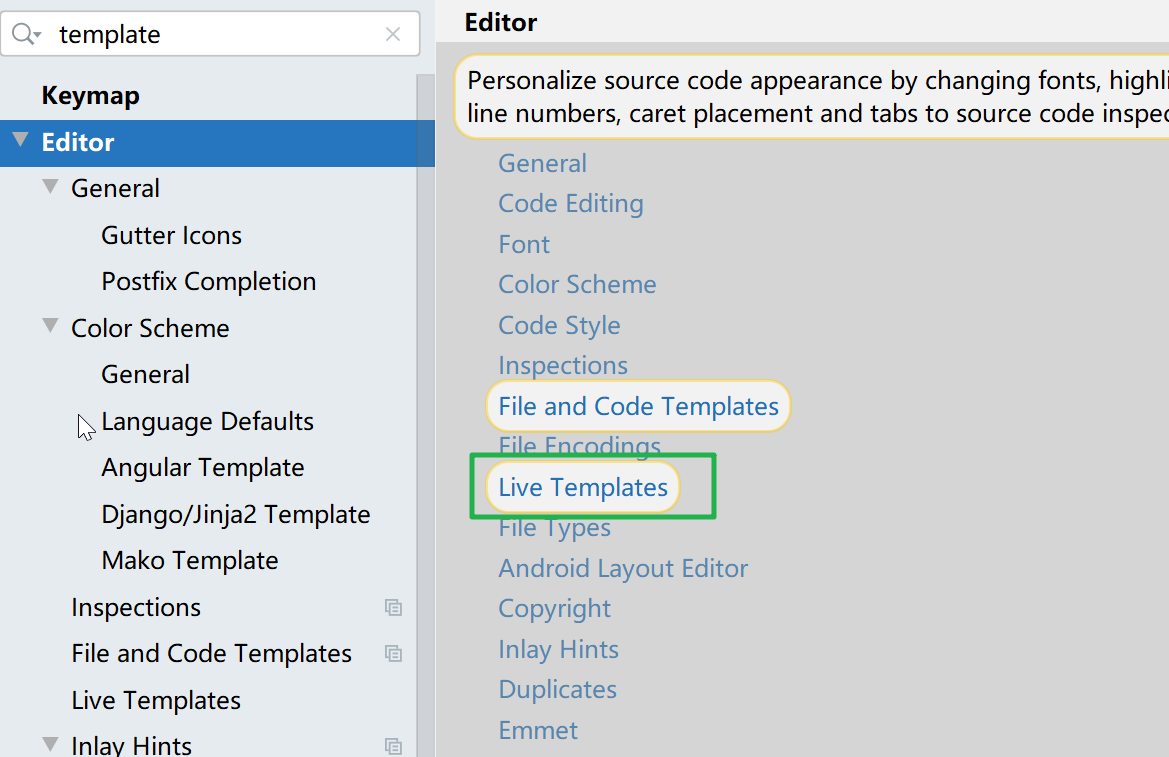 template
Keymap
Editor
General
Gutter Icons
Postfix Completion
Color Scheme
General
Language Defaults
Angular Template
Django/Jinja2 Template
Mako Template
Inspections
File and Code Templates
Live Templates
Inlay Hints
Editor
Personalize source code appearance by changing fonts, highli
line numbers, caret placement and tabs to source code inspec
General
Code Editing
Font
Color Scheme
Code Style
Inspections
File and Code Templates
File Encodings
Live Templates
File Types
Android Layout Editor
Copyright
Inlay Hints
Duplicates
Emmet